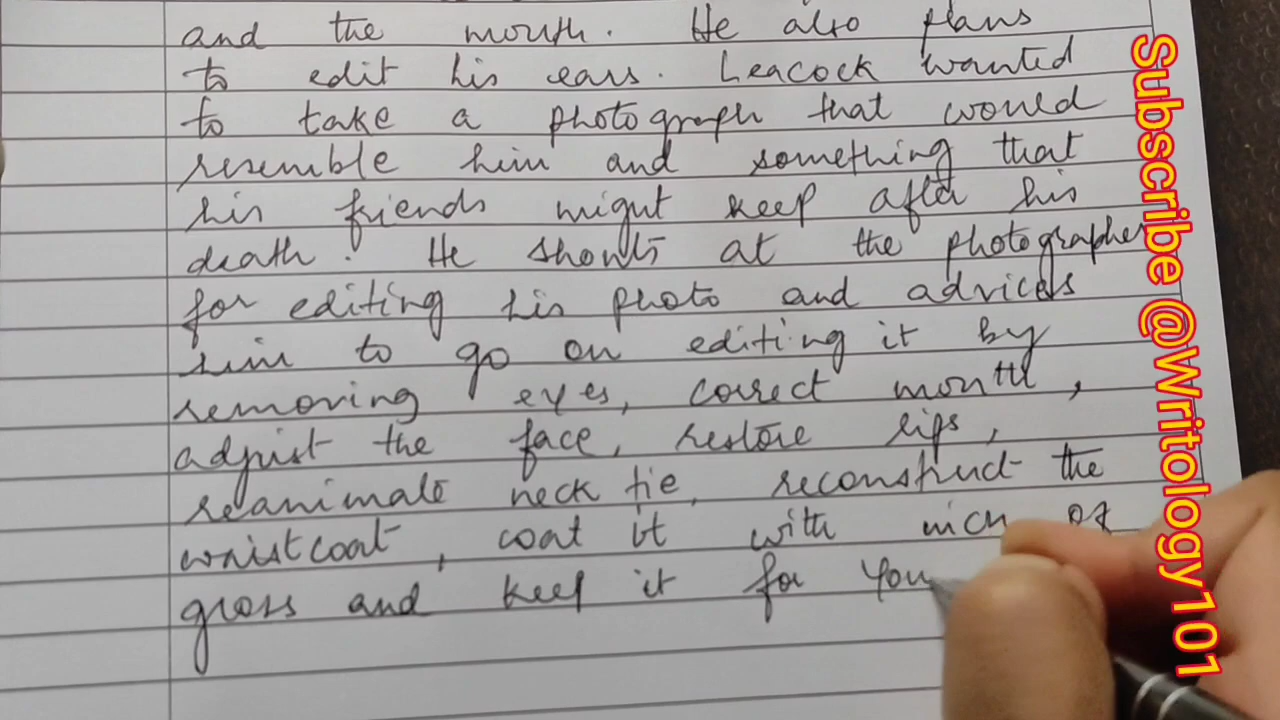 and the mouth. He also plans
to edit his ears. Leacock wanted
to take a photograph that would
resemble him and something that
his friends might keep after his
death. He shouts at the photographer
for editing his photo and advices
him to go on editing it by
removing eyes, correct mouth,
adjust the face, restore lips,
reanimate neck tie, reconstruct the
waistcoat, coat it with inch of
gross and keep it for you
Subscribe @Writology101